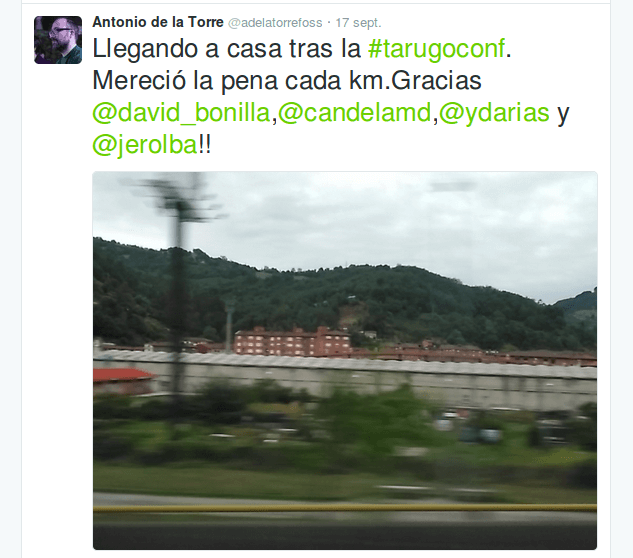 Antonio de la Torre @adelatorrefoss · 17 sept.
Llegando a casa tras la #tarugoconf.
Mereció la pena cada km.Gracias
@david_bonilla,@candelamd,@ydarias y
@jerolba!!